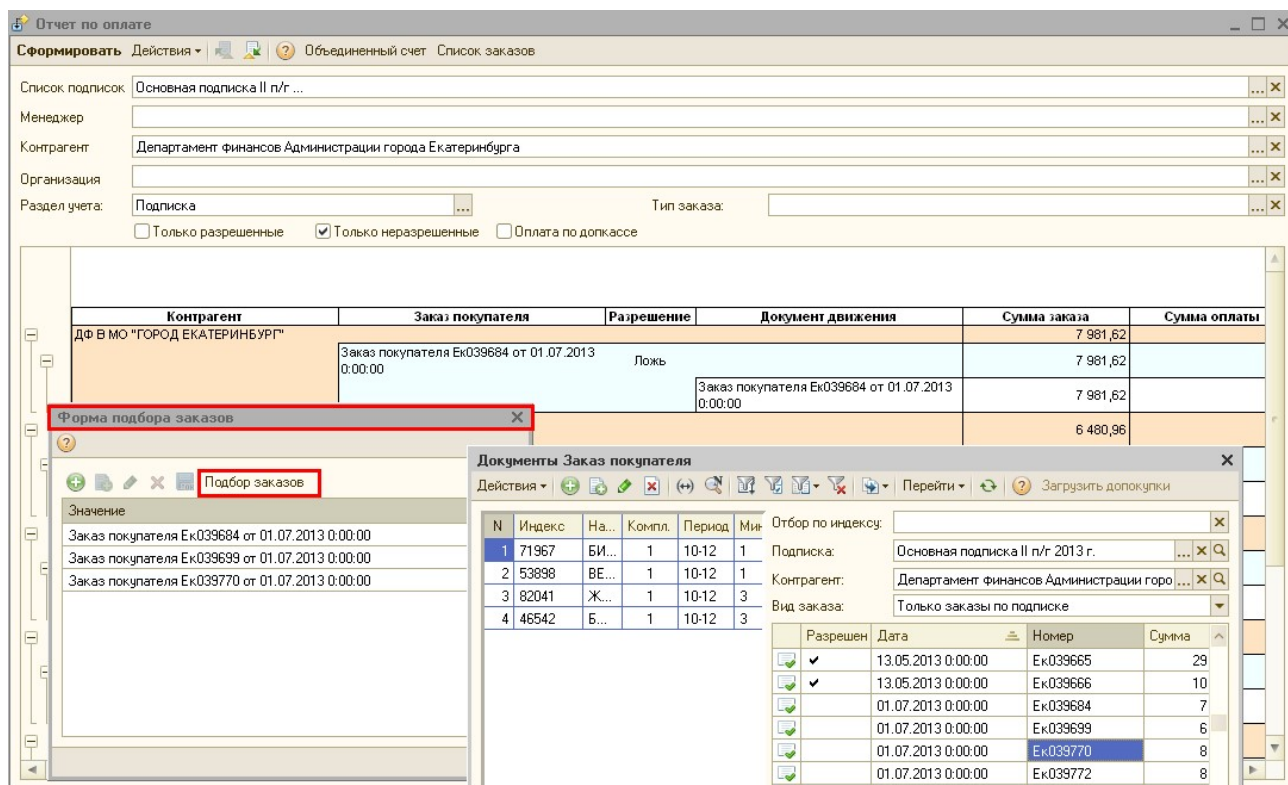 Отчет по оплате
Сформировать Действия Объединенный счет Список заказов
Список подписок Основная подписка II п/г ...
Менеджер
Контрагент Департамент финансов Администрации города Екатеринбурга
Организация
Раздел учета: Подписка ... Тип заказа:
Только разрешенные Только неразрешенные Оплата по допкассе
Контрагент Заказ покупателя Разрешение Документ движения Сумма заказа Сумма оплаты
ДФ В МО "ГОРОД ЕКАТЕРИНБУРГ" 7 981,62
Заказ покупателя Ек039684 от 01.07.2013 Ложь 7 981,62
0:00:00
Заказ покупателя Ек039684 от 01.07.2013 7 981,62
0:00:00
6 480,96
Форма подбора заказов
Подбор заказов
Значение
Заказ покупателя Ек039684 от 01.07.2013 0:00:00
Заказ покупателя Ек039699 от 01.07.2013 0:00:00
Заказ покупателя Ек039770 от 01.07.2013 0:00:00
Документы Заказ покупателя
Действия Перейти Загрузить допокупки
N Индекс На... Компл. Период Мин
1 71967 БИ... 1 10-12 1
2 53898 ВЕ... 1 10-12 1
3 82041 Ж... 1 10-12 3
4 46542 Б... 1 10-12 3
Отбор по индексу:
Подписка: Основная подписка II п/г 2013 г. ...
Контрагент: Департамент финансов Администрации горо ...
Вид заказа: Только заказы по подписке
Разрешен Дата Номер Сумма
13.05.2013 0:00:00 Ек039665 29
13.05.2013 0:00:00 Ек039666 10
01.07.2013 0:00:00 Ек039684 7
01.07.2013 0:00:00 Ек039699 6
01.07.2013 0:00:00 Ек039770 8
01.07.2013 0:00:00 Ек039772 8